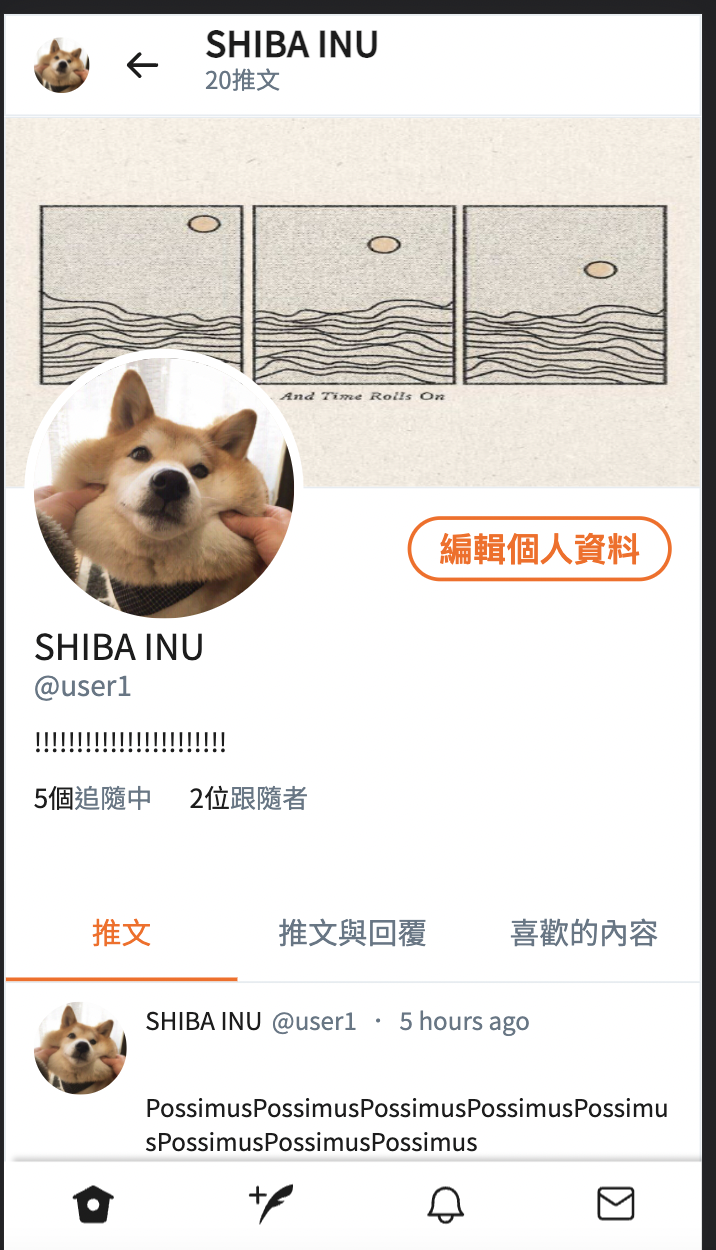 SHIBA INU
20推文
And Time Rolls On
編輯個人資料
SHIBA INU
@user1
!!!!!!!!!!!!!!!!!!!!!!!
5個追隨中 2位跟隨者
推文 推文與回覆 喜歡的內容
SHIBA INU @user1 · 5 hours ago
PossimusPossimusPossimusPossimusPossimu
sPossimusPossimusPossimus